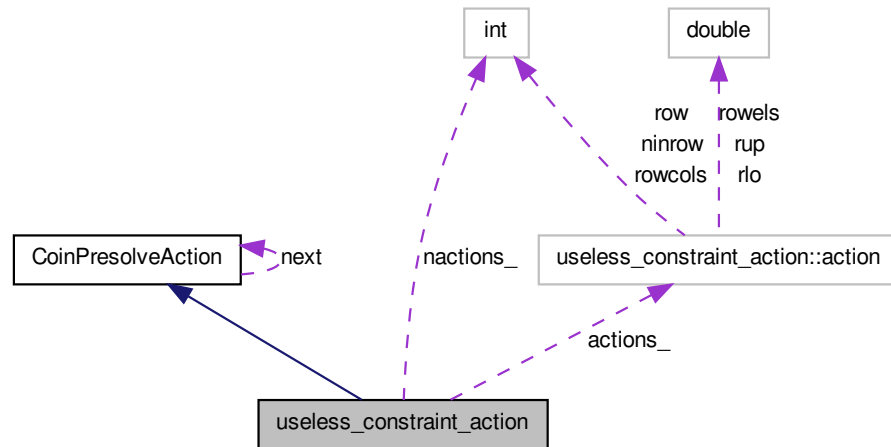 int
double
row
rowels
ninrow
rup
rowcols
rlo
CoinPresolveAction
next
nactions_
useless_constraint_action::action
actions_
useless_constraint_action